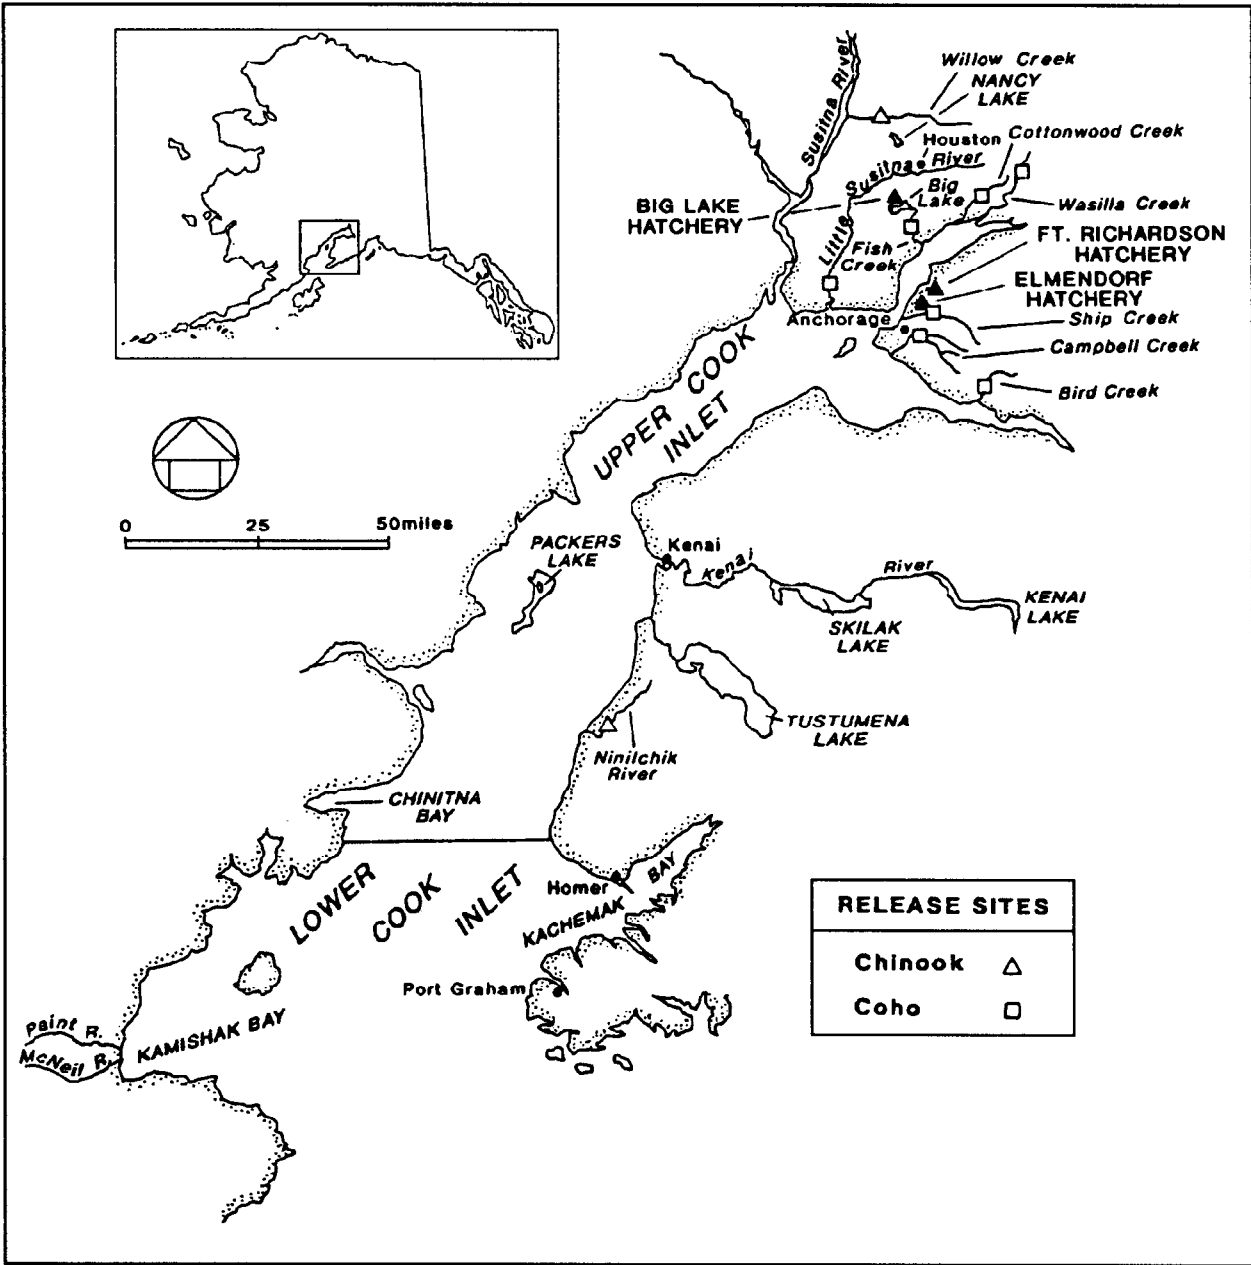 Willow Creek
NANCY
LAKE
Susitna River
Cottonwood Creek
Houston
Little Susitna River
Big
Lake
BIG LAKE
HATCHERY
Wasilla Creek
Fish
Creek
FT. RICHARDSON
HATCHERY
ELMENDORF
HATCHERY
Anchorage
Ship Creek
Campbell Creek
Bird Creek
UPPER COOK
INLET
0 25 50miles
PACKERS
LAKE
Kenai
Kenai River
KENAI
LAKE
SKILAK
LAKE
TUSTUMENA
LAKE
Ninilchik
River
CHINITNA
BAY
LOWER
COOK
INLET
Homer
KACHEMAK BAY
Port Graham
KAMISHAK BAY
Paint R.
McNeil R.
RELEASE SITES
Chinook
Coho